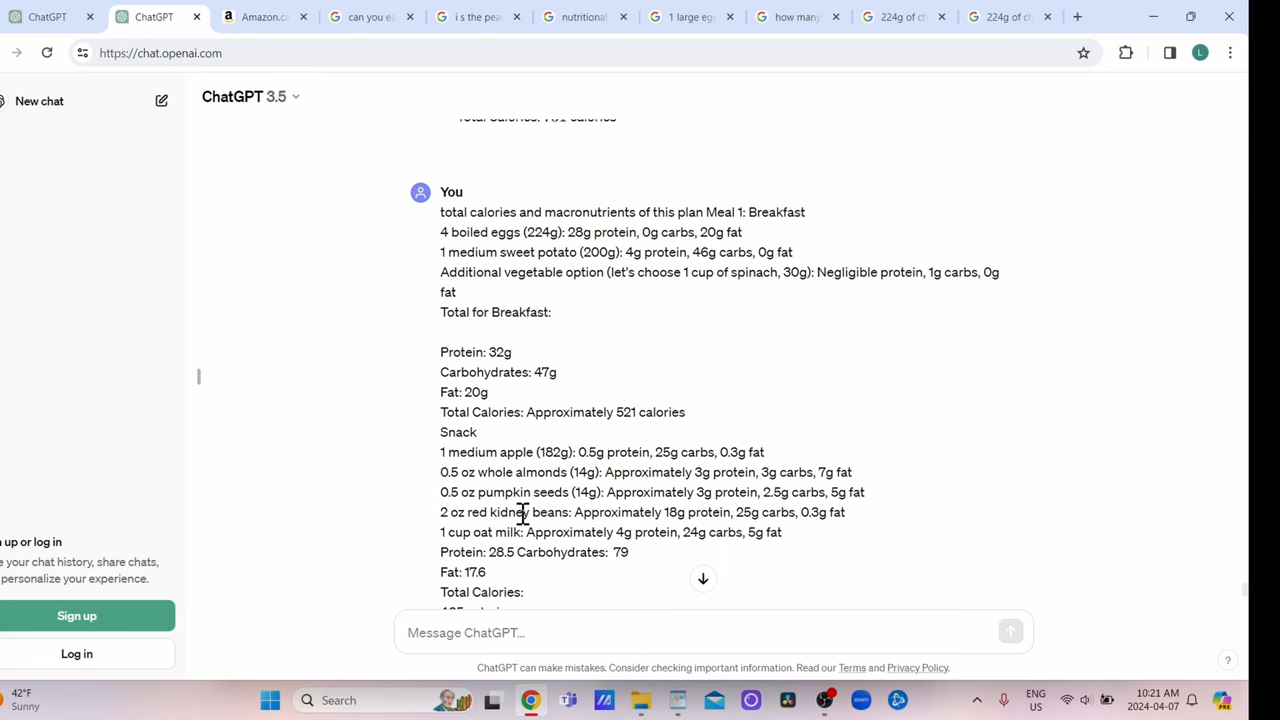 ChatGPT
ChatGPT
Amazon.ca
can you ea
i s the pea
nutritional
1 large eg
how many
224g of ch
224g of ch
https://chat.openai.com
L
New chat
ChatGPT 3.5
Total Calories: 781 calories
You
total calories and macronutrients of this plan Meal 1: Breakfast
4 boiled eggs (224g): 28g protein, 0g carbs, 20g fat
1 medium sweet potato (200g): 4g protein, 46g carbs, 0g fat
Additional vegetable option (let's choose 1 cup of spinach, 30g): Negligible protein, 1g carbs, 0g
fat
Total for Breakfast:
Protein: 32g
Carbohydrates: 47g
Fat: 20g
Total Calories: Approximately 521 calories
Snack
1 medium apple (182g): 0.5g protein, 25g carbs, 0.3g fat
0.5 oz whole almonds (14g): Approximately 3g protein, 3g carbs, 7g fat
0.5 oz pumpkin seeds (14g): Approximately 3g protein, 2.5g carbs, 5g fat
2 oz red kidney beans: Approximately 18g protein, 25g carbs, 0.3g fat
1 cup oat milk: Approximately 4g protein, 24g carbs, 5g fat
Protein: 28.5 Carbohydrates: 79
Fat: 17.6
Total Calories:
n up or log in
e your chat history, share chats,
personalize your experience.
Sign up
Log in
Message ChatGPT...
ChatGPT can make mistakes. Consider checking important information. Read our Terms and Privacy Policy.
?
42°F
Sunny
Search
zoom
ENG
US
10:21 AM
2024-04-07
PRE